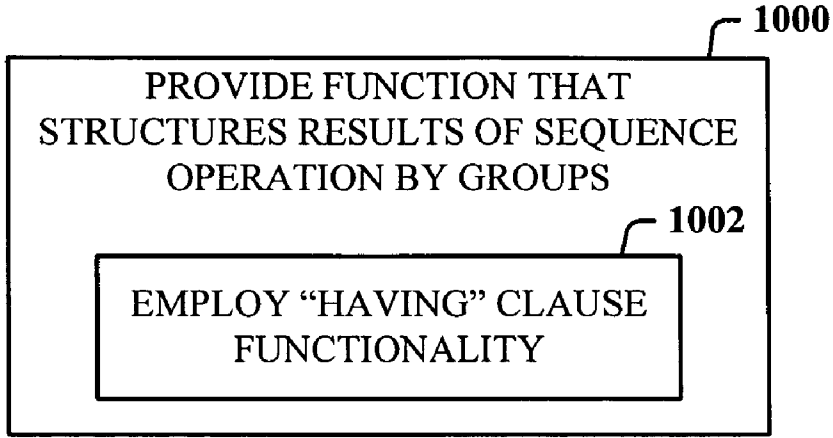 1000
PROVIDE FUNCTION THAT
STRUCTURES RESULTS OF SEQUENCE
OPERATION BY GROUPS
1002
EMPLOY “HAVING” CLAUSE
FUNCTIONALITY